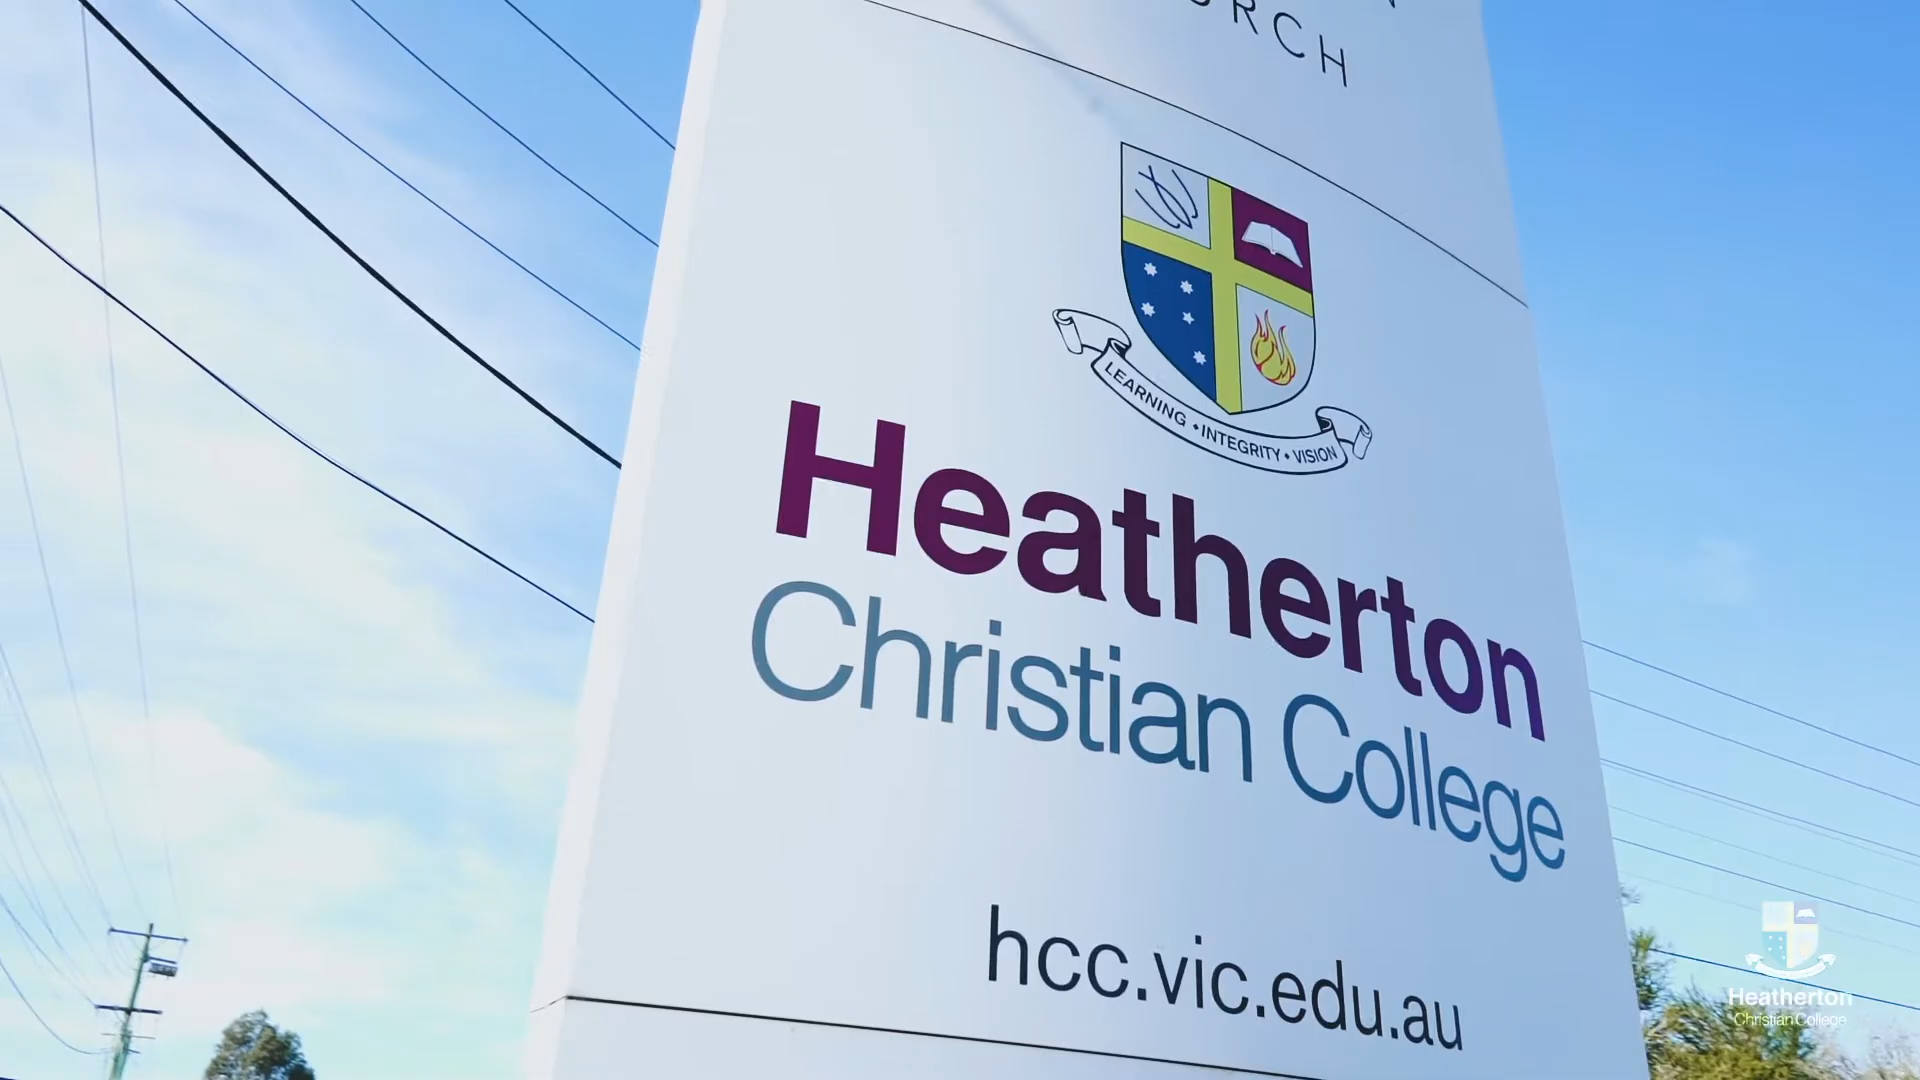 LEARNING • INTEGRITY • VISION
Heatherton
Christian College
hcc.vic.edu.au
Heatherton
Christian College